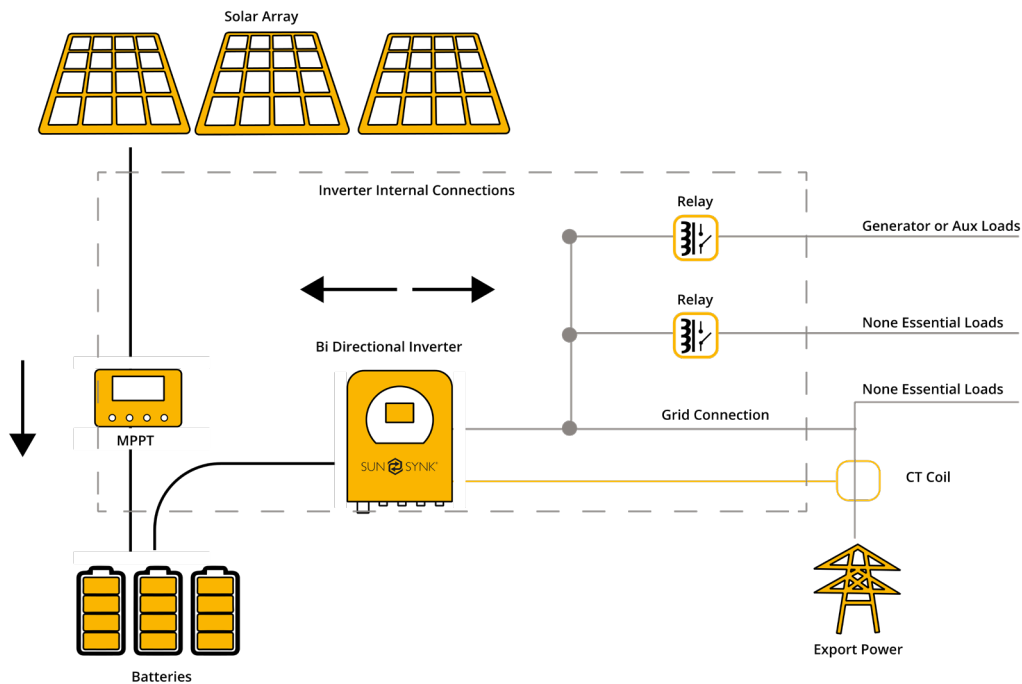 Solar Array
Inverter Internal Connections
Relay
Generator or Aux Loads
Relay
None Essential Loads
Bi Directional Inverter
None Essential Loads
Grid Connection
MPPT
SUN SYNK
CT Coil
Export Power
Batteries